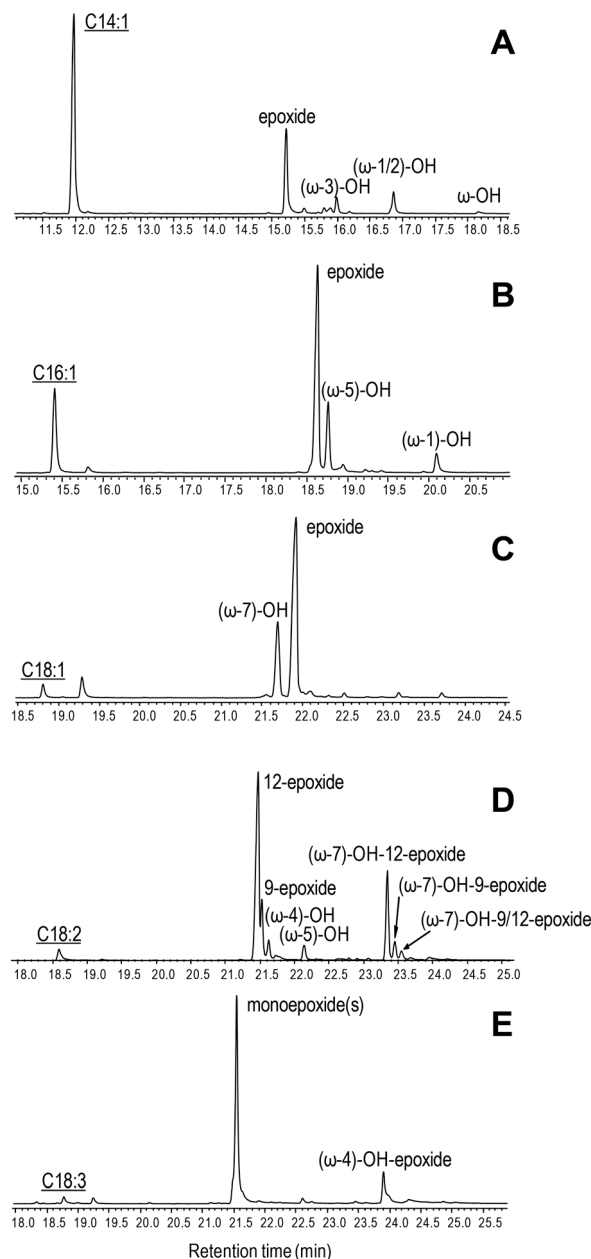 C14:1
A
epoxide
(ω-1/2)-OH
(ω-3)-OH
ω-OH
11.5 12.0 12.5 13.0 13.5 14.0 14.5 15.0 15.5 16.0 16.5 17.0 17.5 18.0 18.5
epoxide
B
C16:1
(ω-5)-OH
(ω-1)-OH
15.0 15.5 16.0 16.5 17.0 17.5 18.0 18.5 19.0 19.5 20.0 20.5
epoxide
C
(ω-7)-OH
C18:1
18.5 19.0 19.5 20.0 20.5 21.0 21.5 22.0 22.5 23.0 23.5 24.0 24.5
12-epoxide
D
(ω-7)-OH-12-epoxide
9-epoxide
(ω-7)-OH-9-epoxide
(ω-4)-OH
(ω-7)-OH-9/12-epoxide
C18:2
(ω-5)-OH
18.0 18.5 19.0 19.5 20.0 20.5 21.0 21.5 22.0 22.5 23.0 23.5 24.0 24.5 25.0
monoepoxide(s)
E
(ω-4)-OH-epoxide
C18:3
18.0 18.5 19.0 19.5 20.0 20.5 21.0 21.5 22.0 22.5 23.0 23.5 24.0 24.5 25.0 25.5
Retention time (min)